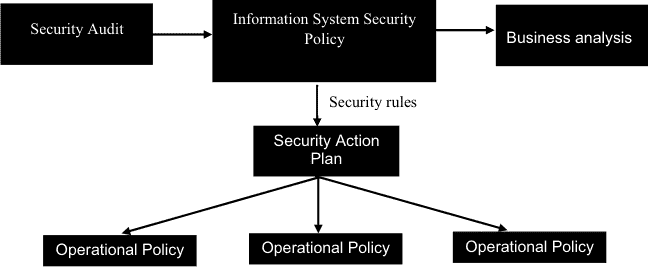 Security Audit
Information System Security
Policy
Business analysis
Security rules
Security Action
Plan
Operational Policy
Operational Policy
Operational Policy